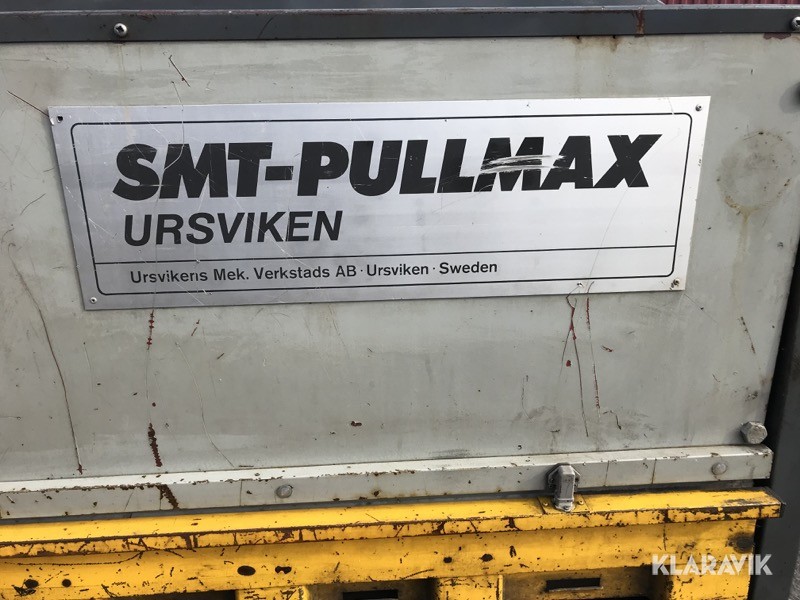 SMT-PULLMAX
URSVIKEN
Ursvikens Mek. Verkstads AB · Ursviken · Sweden
KLARAVIK